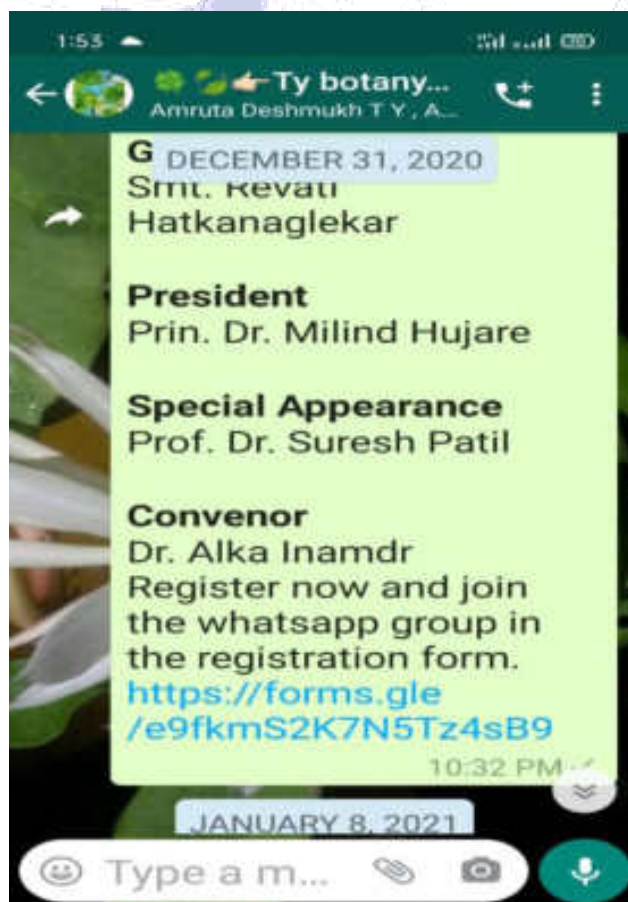 1:53
Ty botany...
Amruta Deshmukh T Y, A...
DECEMBER 31, 2020
G
Smt. Revati
Hatkanaglekar
President
Prin. Dr. Milind Hujare
Special Appearance
Prof. Dr. Suresh Patil
Convenor
Dr. Alka Inamdr
Register now and join
the whatsapp group in
the registration form.
https://forms.gle
/e9fkmS2K7N5Tz4sB9
10:32 PM
JANUARY 8, 2021
Type a m...